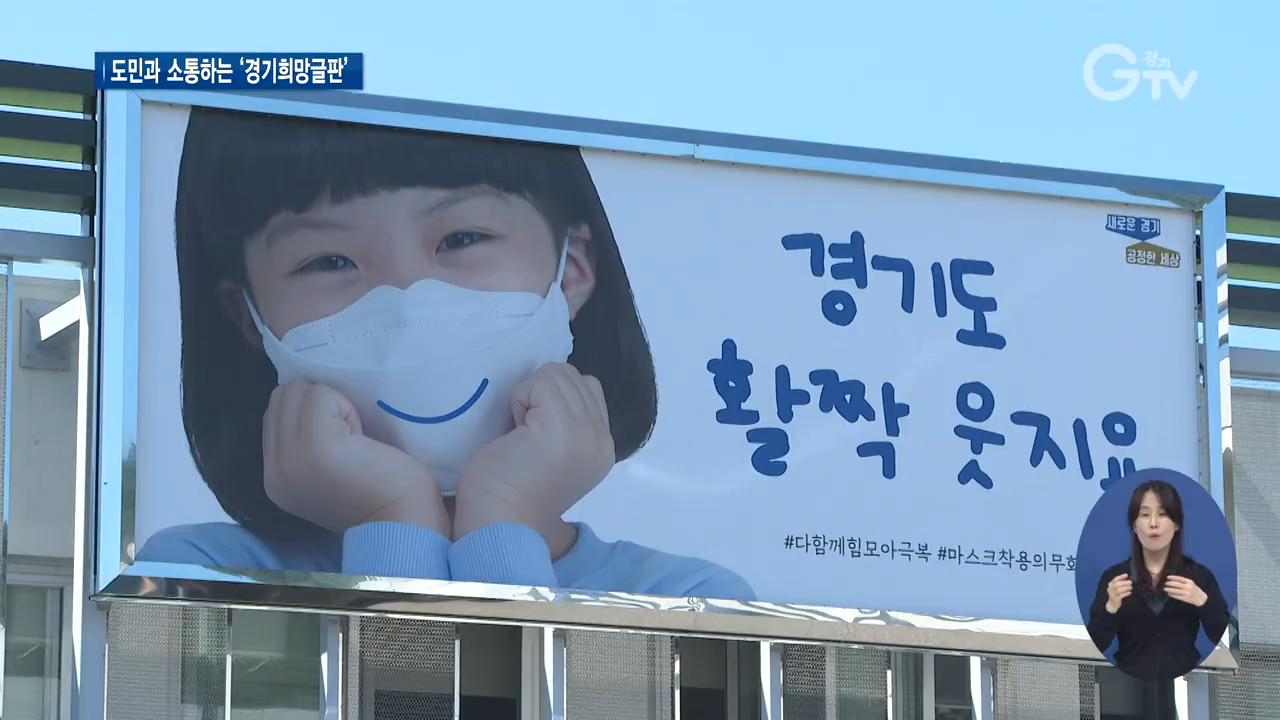 도민과 소통하는 ‘경기희망글판’
경기
GTV
새로운 경기
공정한 세상
경기도
활짝 웃지요
#다함께힘모아극복 #마스크착용의무화